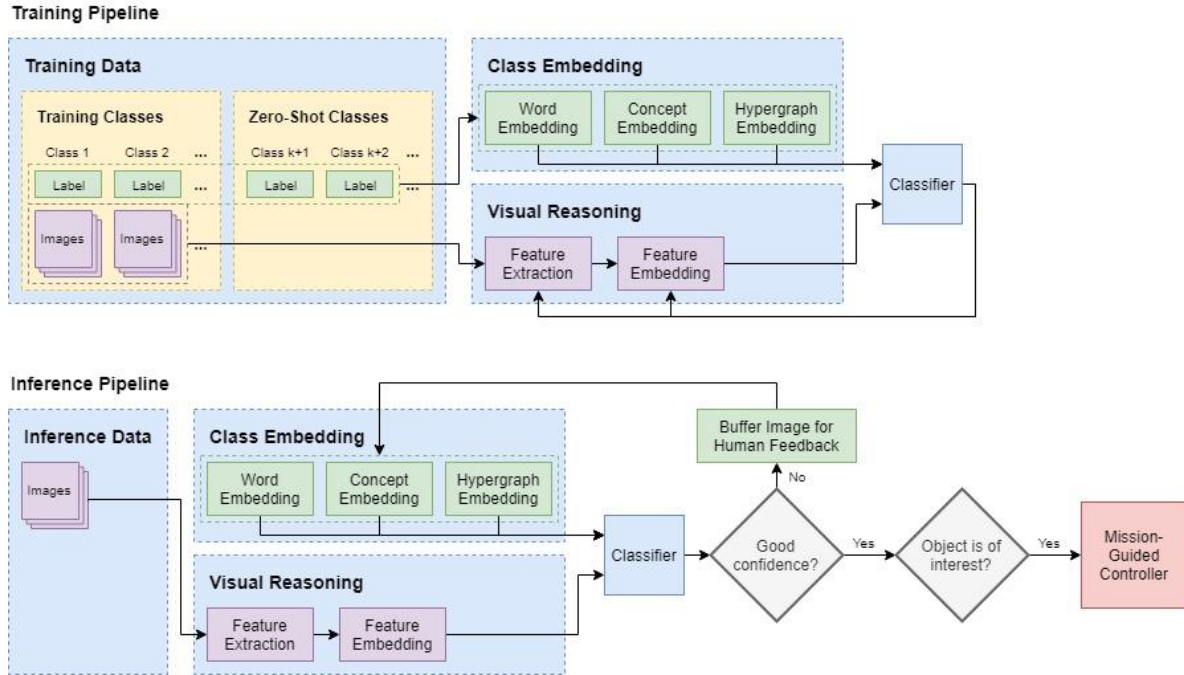 Training Pipeline
Training Data
Training Classes
Zero-Shot Classes
Class 1
Class 2
...
Class k+1
Class k+2
...
Label
Label
...
Label
Label
...
Images
Images
...
Class Embedding
Word
Embedding
Concept
Embedding
Hypergraph
Embedding
Visual Reasoning
Feature
Extraction
Feature
Embedding
Classifier
Inference Pipeline
Inference Data
Images
Class Embedding
Word
Embedding
Concept
Embedding
Hypergraph
Embedding
Visual Reasoning
Feature
Extraction
Feature
Embedding
Classifier
Buffer Image for
Human Feedback
No
Good
confidence?
Yes
Object is of
interest?
Yes
Mission-
Guided
Controller